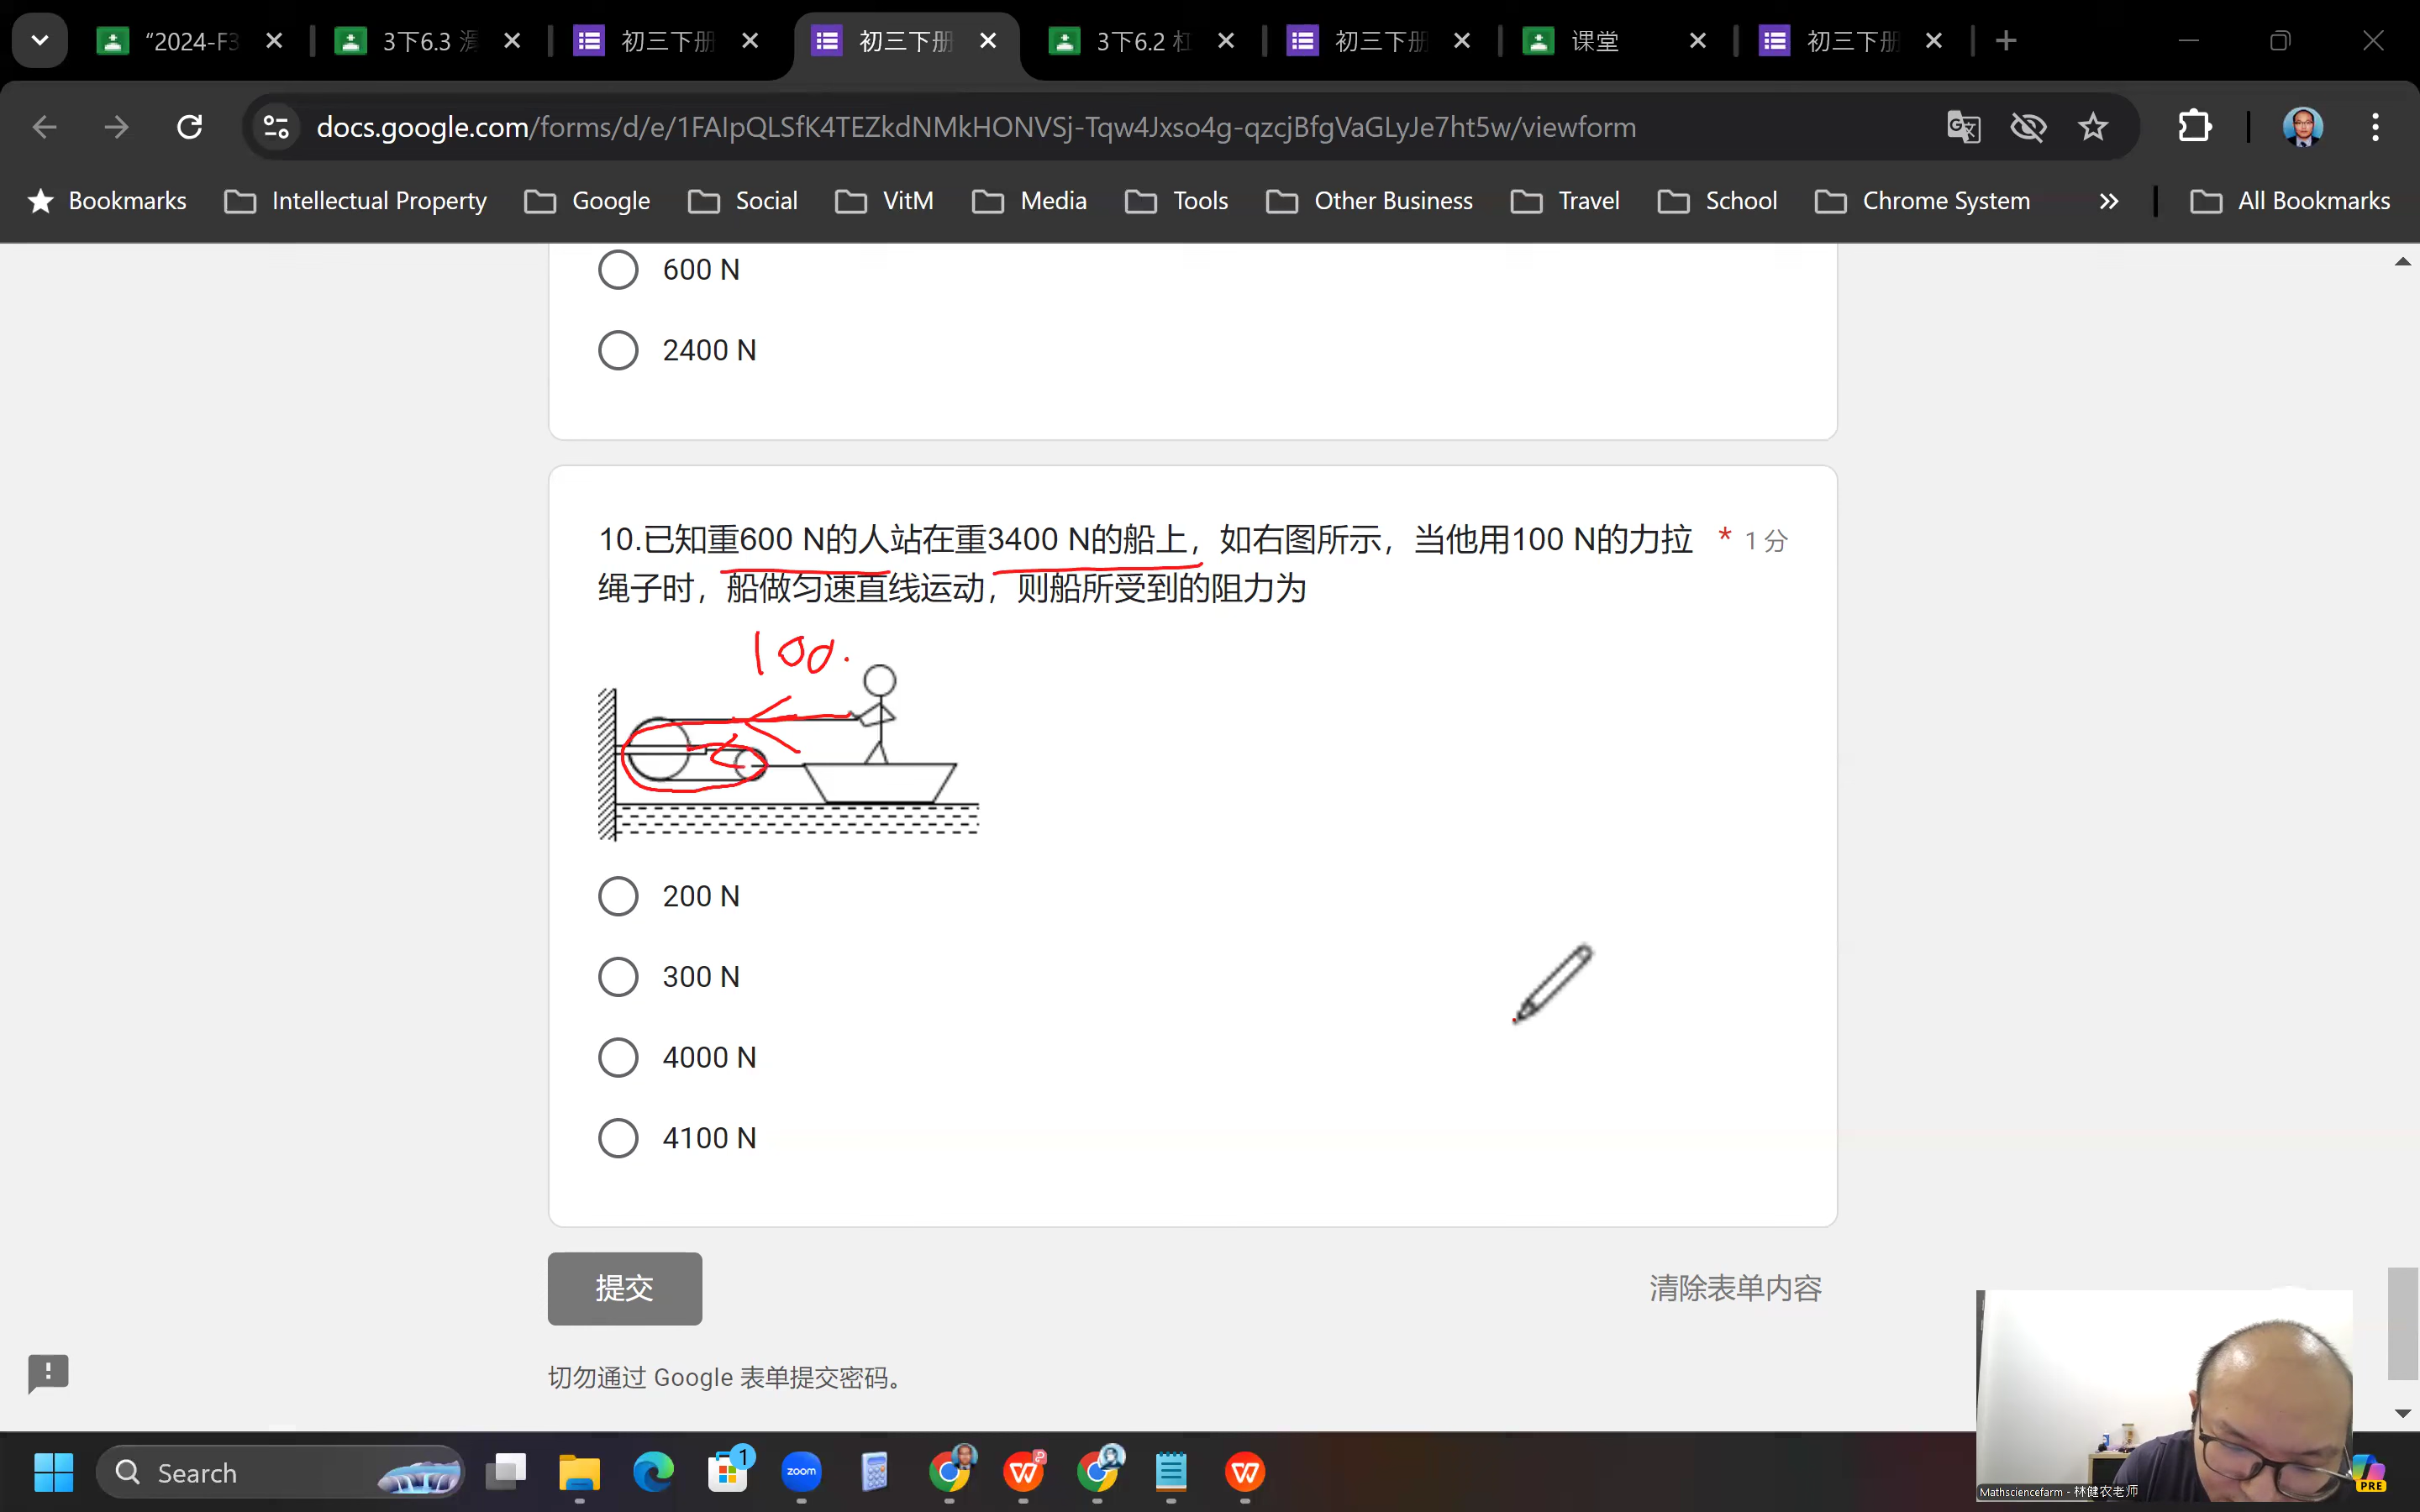 "2024-F3
3下6.3 滑
初三下册
初三下册
3下6.2 杠
初三下册
课堂
初三下册
docs.google.com/forms/d/e/1FAIpQLSfK4TEZkdNMkHONVSj-Tqw4Jxso4g-qzcjBfgVaGLyJe7ht5w/viewform
Bookmarks
Intellectual Property
Google
Social
VitM
Media
Tools
Other Business
Travel
School
Chrome System
All Bookmarks
600 N
2400 N
10.已知重600 N的人站在重3400 N的船上，如右图所示，当他用100 N的力拉 * 1 分
绳子时，船做匀速直线运动，则船所受到的阻力为
100.
200 N
300 N
4000 N
4100 N
提交
清除表单内容
切勿通过 Google 表单提交密码。
Mathsciencefarm - 林健农老师
Search
1
zoom
PRE